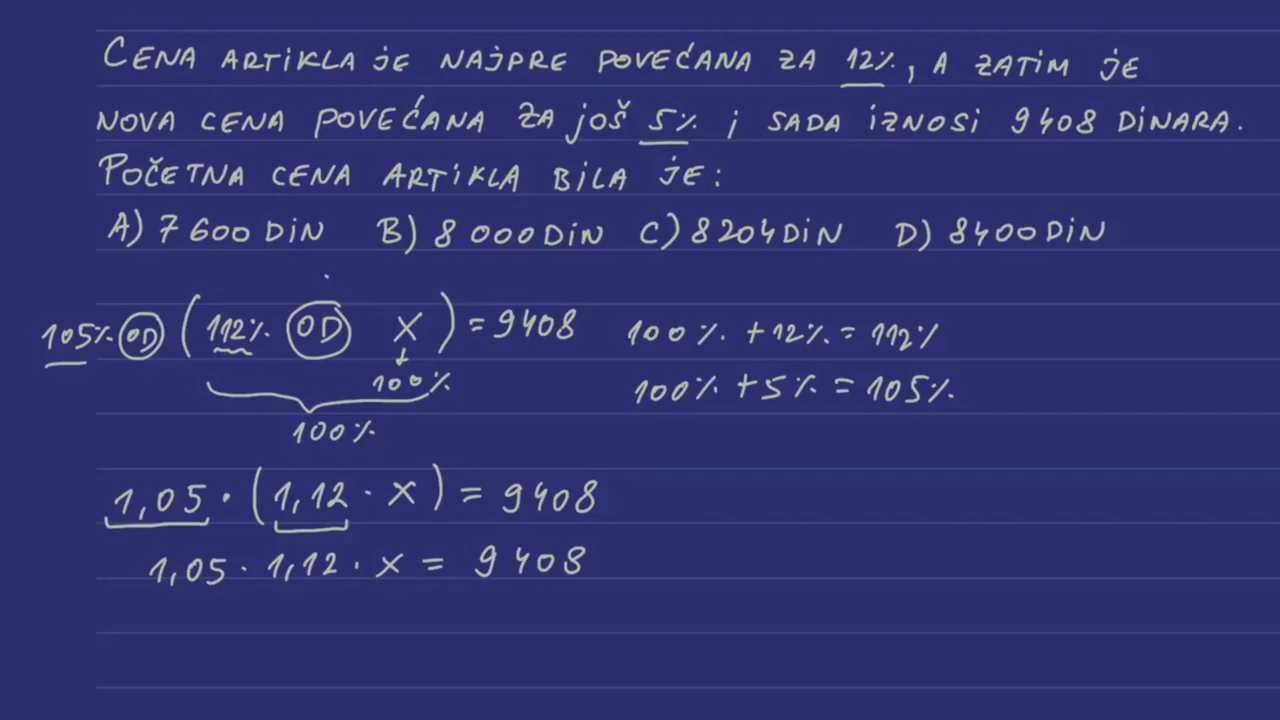 CENA ARTIKLA JE NAJPRE POVEĆANA ZA 12%, A ZATIM JE
NOVA CENA POVEĆANA ZA JOŠ 5% I SADA IZNOSI 9408 DINARA.
POČETNA CENA ARTIKLA BILA JE:
A) 7600 DIN B) 8000 DIN C) 8204 DIN D) 8400 DIN
105% OD (112% OD X) = 9408 100% + 12% = 112%
100% 100% + 5% = 105%
100%
1,05 · (1,12 · X) = 9408
1,05 · 1,12 · X = 9408